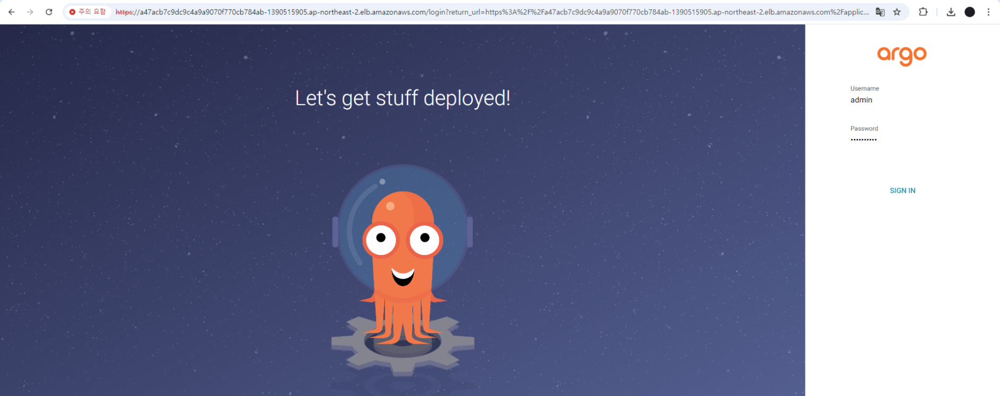 주의 요함
https://a47acb7c9dc9c4a9a9070f770cb784ab-1390515905.ap-northeast-2.elb.amazonaws.com/login?return_url=https%3A%2F%2Fa47acb7c9dc9c4a9a9070f770cb784ab-1390515905.ap-northeast-2.elb.amazonaws.com%2Fapplic...
argo
Let's get stuff deployed!
Username
admin
Password
••••••••••
SIGN IN